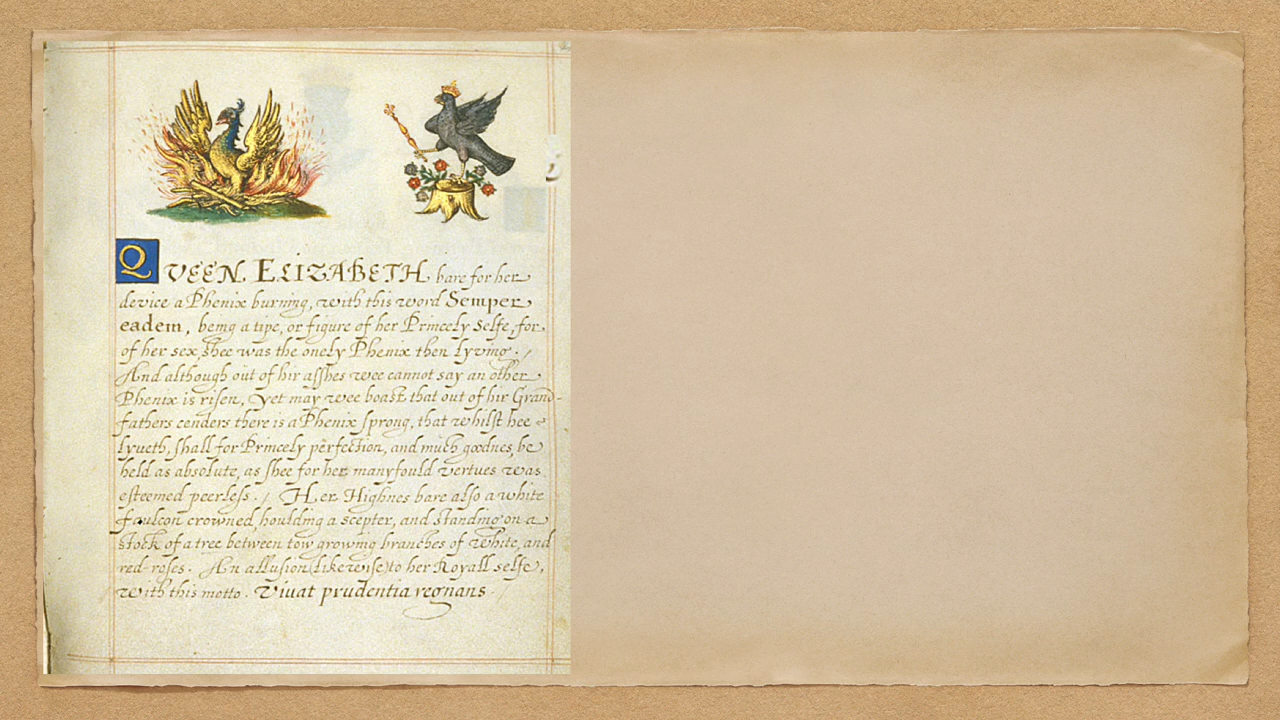 QVEEN ELIZABETH bare for her
device a Phenix burning, with this word Semper
eadem, being a tipe, or figure of her Princely Selfe, for
of her sex, shee was the onely Phenix then lyving.
And although out of hir asshes wee cannot say an other
Phenix is risen, Yet may wee boast that out of hir Grand-
fathers cenders there is a Phenix sprong, that whilst hee
lyueth, shall for Princely perfection, and much goodnes, be
held as absolute, as shee for her manyfould vertues was
esteemed peerless. Her Highnes bare also a white
Faulcon crowned, houlding a scepter, and standing on a
stock of a tree between tow growing branches of white, and
red roses. An allusion (likewise) to her Royall selfe,
with this motto. Viuat prudentia regnans.